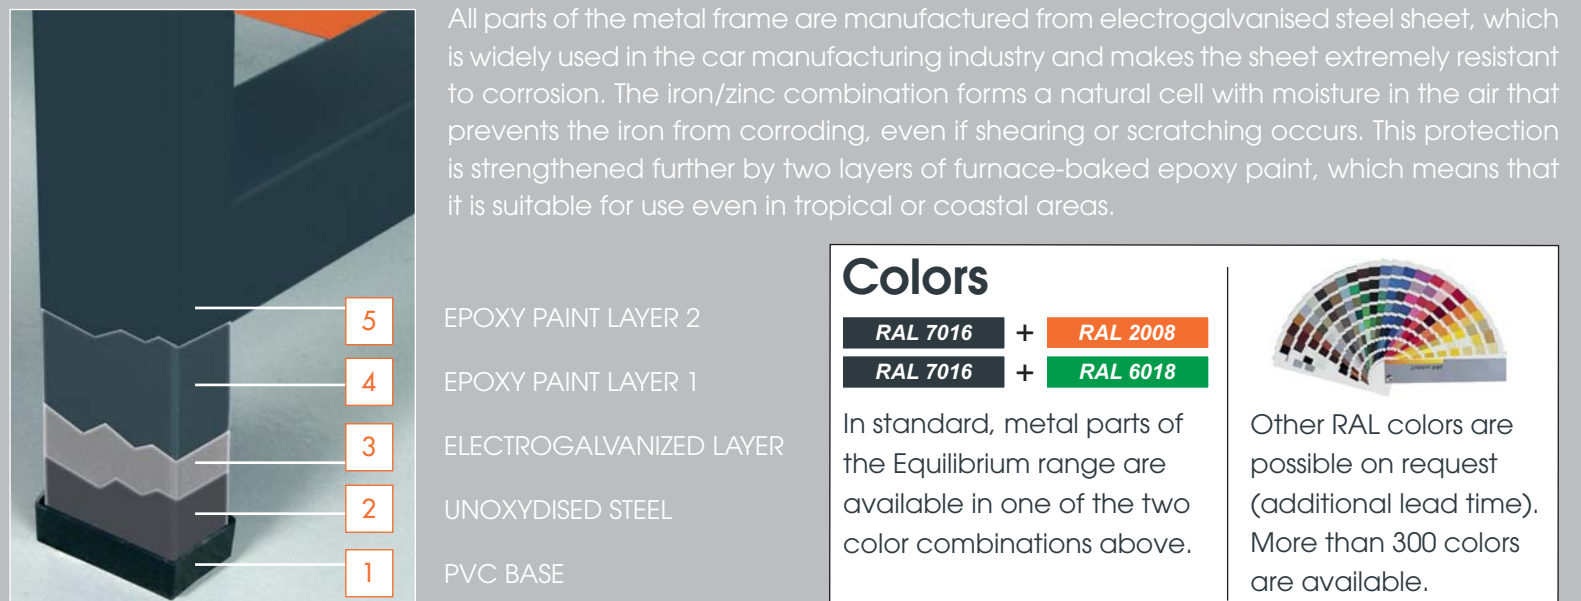 All parts of the metal frame are manufactured from electrogalvanised steel sheet, which
is widely used in the car manufacturing industry and makes the sheet extremely resistant
to corrosion. The iron/zinc combination forms a natural cell with moisture in the air that
prevents the iron from corroding, even if shearing or scratching occurs. This protection
is strengthened further by two layers of furnace-baked epoxy paint, which means that
it is suitable for use even in tropical or coastal areas.
5 EPOXY PAINT LAYER 2
4 EPOXY PAINT LAYER 1
3 ELECTROGALVANIZED LAYER
2 UNOXYDISED STEEL
1 PVC BASE
Colors
RAL 7016 + RAL 2008
RAL 7016 + RAL 6018
In standard, metal parts of
the Equilibrium range are
available in one of the two
color combinations above.
Other RAL colors are
possible on request
(additional lead time).
More than 300 colors
are available.